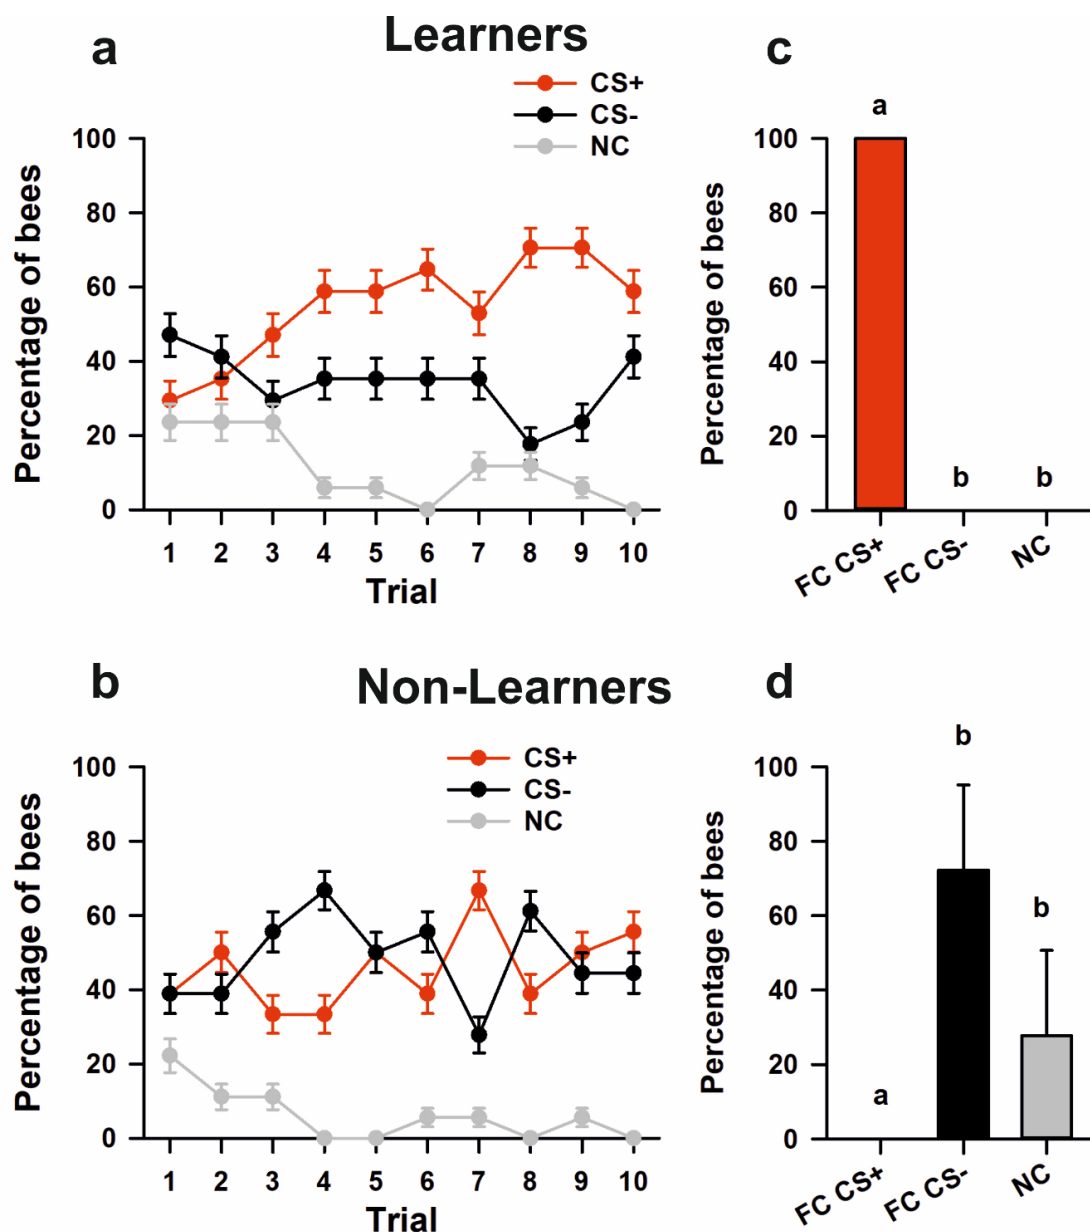 a
Learners
CS+
CS-
NC
Percentage of bees
100
80
60
40
20
0
1 2 3 4 5 6 7 8 9 10
Trial
c
a
Percentage of bees
100
80
60
40
20
0
b b
FC CS+ FC CS- NC
b
Non-Learners
CS+
CS-
NC
Percentage of bees
100
80
60
40
20
0
1 2 3 4 5 6 7 8 9 10
Trial
d
b
b
a
Percentage of bees
100
80
60
40
20
0
FC CS+ FC CS- NC